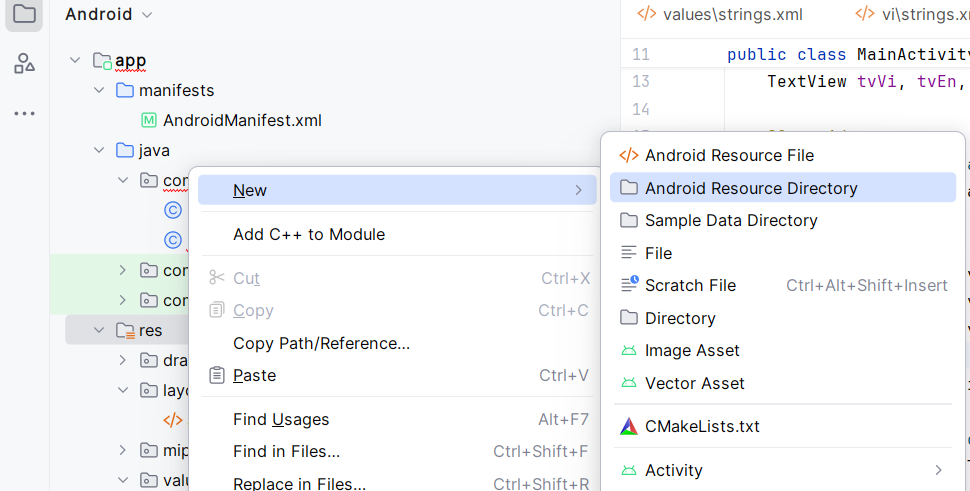 Android
values\strings.xml
vi\strings.x
app
manifests
AndroidManifest.xml
java
11
public class MainActivity
13
TextView tvVi, tvEn,
14
con
C
C
con
con
res
dra
layo
mip
valu
New
Add C++ to Module
Cut Ctrl+X
Copy Ctrl+C
Copy Path/Reference...
Paste Ctrl+V
Find Usages Alt+F7
Find in Files... Ctrl+Shift+F
Replace in Files... Ctrl+Shift+R
Android Resource File
Android Resource Directory
Sample Data Directory
File
Scratch File Ctrl+Alt+Shift+Insert
Directory
Image Asset
Vector Asset
CMakeLists.txt
Activity